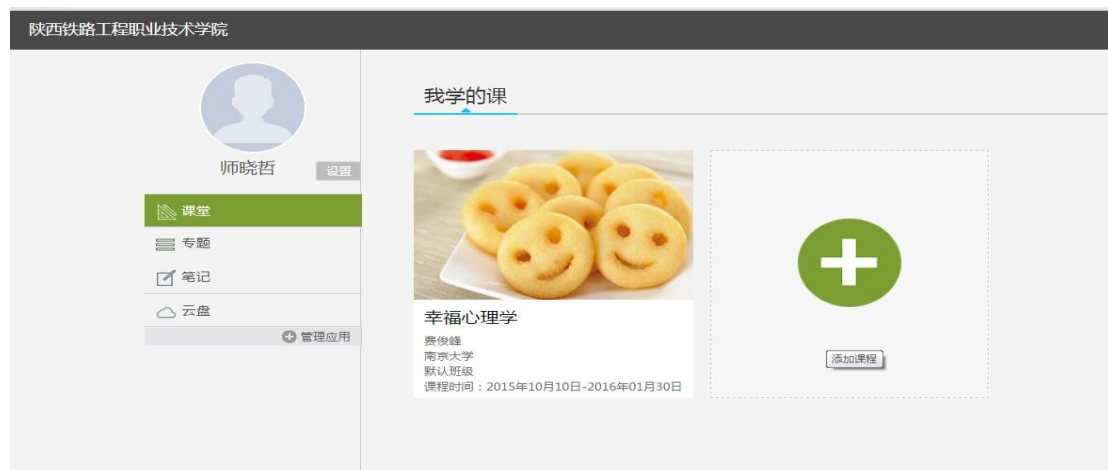 陕西铁路工程职业技术学院
师晓哲
设置
课堂
专题
笔记
云盘
管理应用
我学的课
幸福心理学
费俊峰
南京大学
默认班级
课程时间：2015年10月10日-2016年01月30日
添加课程